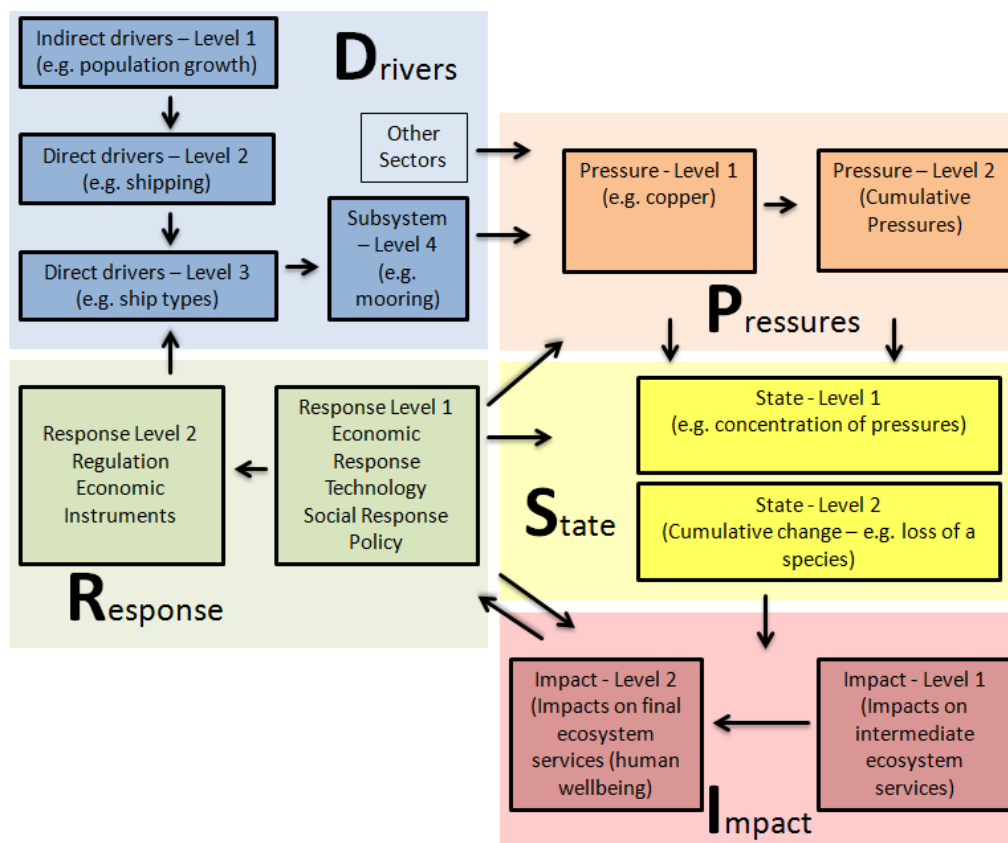 Indirect drivers – Level 1
(e.g. population growth)
Drivers
Direct drivers – Level 2
(e.g. shipping)
Other
Sectors
Direct drivers – Level 3
(e.g. ship types)
Subsystem
– Level 4
(e.g.
mooring)
Pressure - Level 1
(e.g. copper)
Pressure – Level 2
(Cumulative
Pressures)
Pressures
Response Level 2
Regulation
Economic
Instruments
Response Level 1
Economic
Response
Technology
Social Response
Policy
Response
State - Level 1
(e.g. concentration of pressures)
State - Level 2
(Cumulative change – e.g. loss of a
species)
State
Impact - Level 2
(Impacts on final
ecosystem
services (human
wellbeing)
Impact - Level 1
(Impacts on
intermediate
ecosystem
services)
Impact